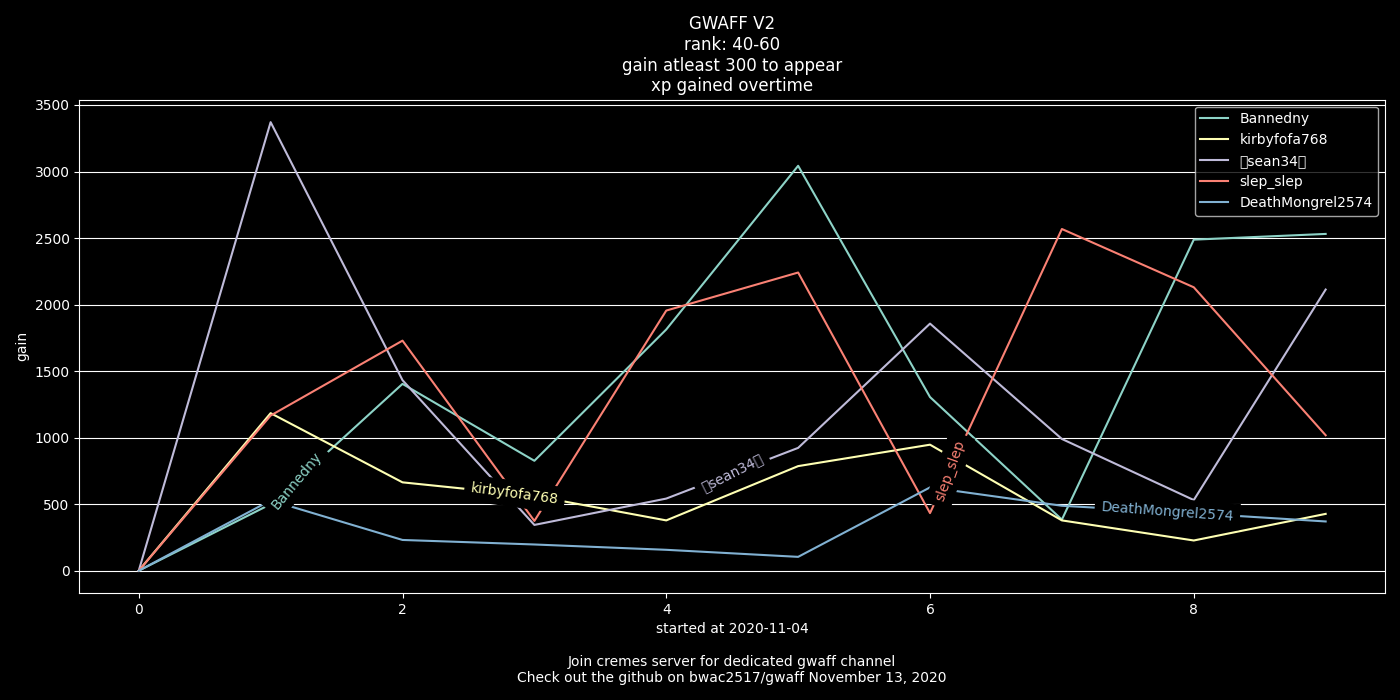 GWAFF V2
rank: 40-60
gain atleast 300 to appear
xp gained overtime
3500
3000
2500
2000
1500
1000
500
0
gain
Bannedny
kirbyfofa768
sean34
slep_slep
DeathMongrel2574
Bannedny
kirbyfofa768
sean34
slep_slep
DeathMongrel2574
0
2
4
6
8
started at 2020-11-04
Join cremes server for dedicated gwaff channel
Check out the github on bwac2517/gwaff November 13, 2020